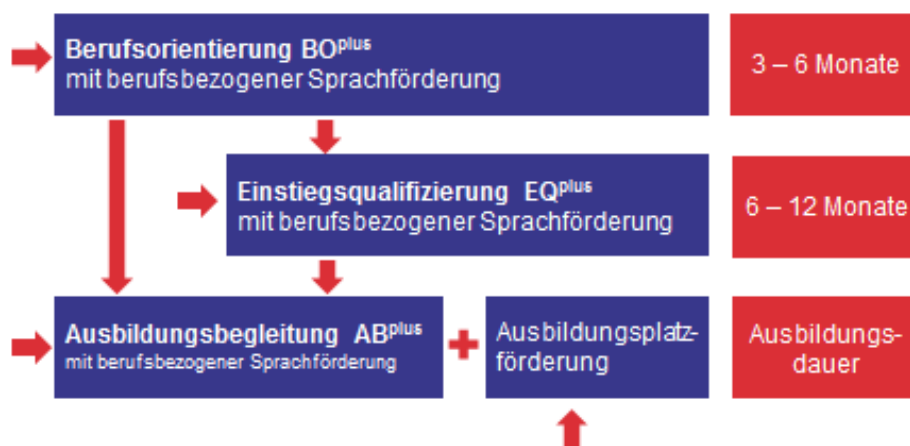 Berufsorientierung BOplus
mit berufsbezogener Sprachförderung
3 – 6 Monate
Einstiegsqualifizierung EQplus
mit berufsbezogener Sprachförderung
6 – 12 Monate
Ausbildungsbegleitung ABplus
mit berufsbezogener Sprachförderung
Ausbildungsplatz-
förderung
Ausbildungs-
dauer